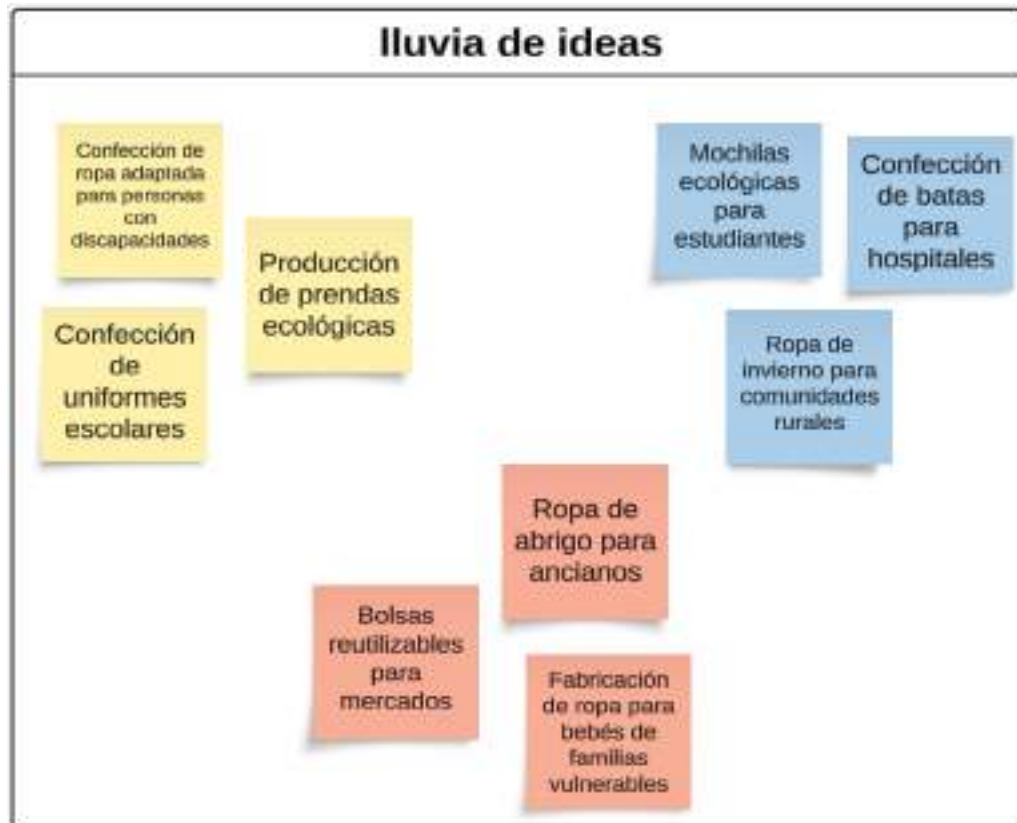 lluvia de ideas
Confección de
ropa adaptada
para personas
con
discapacidades
Producción
de prendas
ecológicas
Confección
de
uniformes
escolares
Mochilas
ecológicas
para
estudiantes
Confección
de batas
para
hospitales
Ropa de
invierno para
comunidades
rurales
Ropa de
abrigo para
ancianos
Bolsas
reutilizables
para
mercados
Fabricación
de ropa para
bebés de
familias
vulnerables